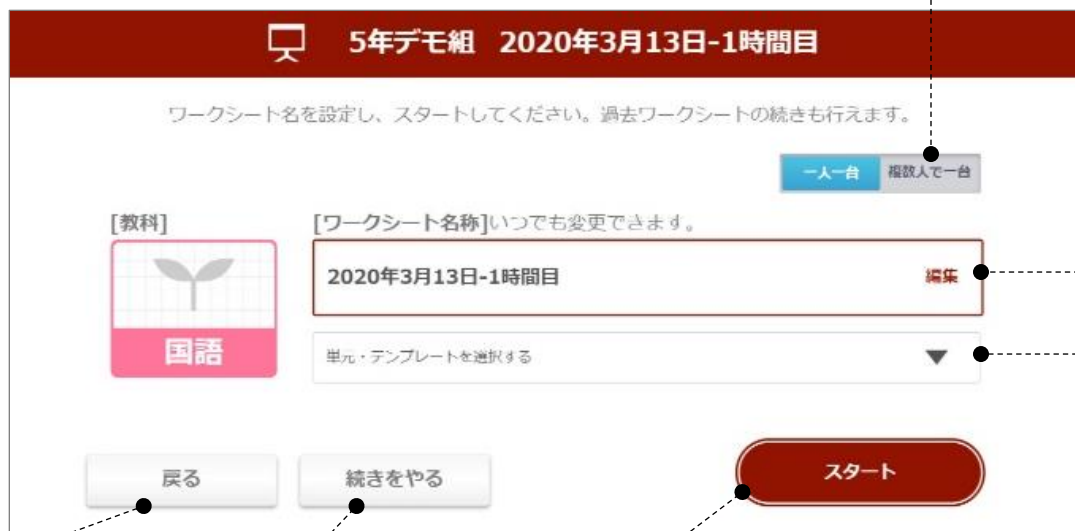 5年デモ組 2020年3月13日-1時間目
ワークシート名を設定し、スタートしてください。過去ワークシートの続きも行えます。
一人一台 複数人で一台
[教科] [ワークシート名称]いつでも変更できます。
2020年3月13日-1時間目 編集
国語 単元・テンプレートを選択する
戻る 続きをやる スタート